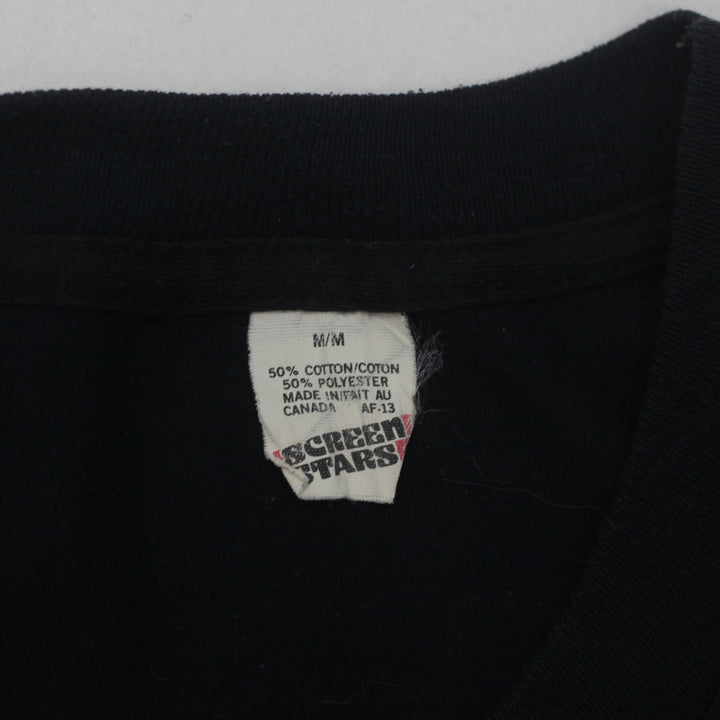 M/M
50% COTTON/COTON
50% POLYESTER
MADE IN/FAIT AU
CANADA AF-13
SCREEN
STARS